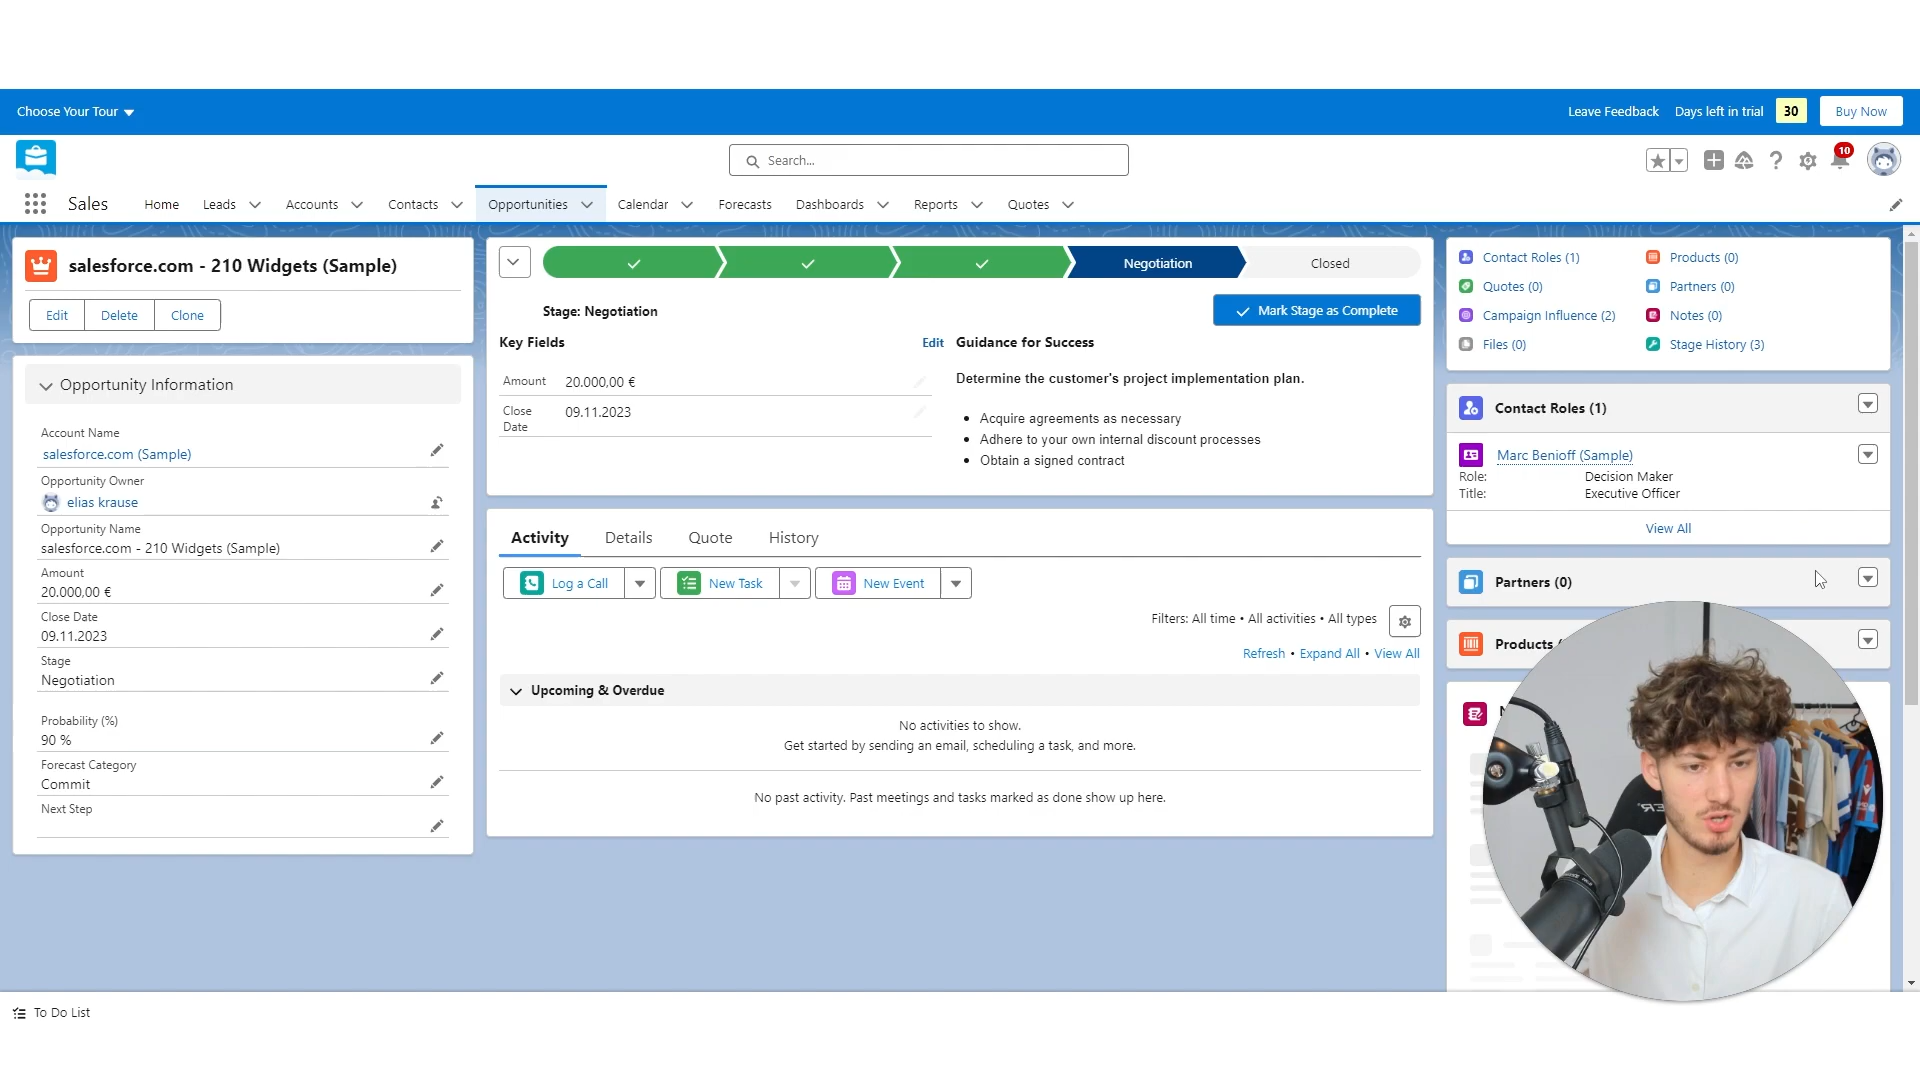 Choose Your Tour
Leave Feedback Days left in trial 30 Buy Now
Search...
10
Sales Home Leads Accounts Contacts Opportunities Calendar Forecasts Dashboards Reports Quotes
salesforce.com - 210 Widgets (Sample)
Edit Delete Clone
Opportunity Information
Account Name
salesforce.com (Sample)
Opportunity Owner
elias krause
Opportunity Name
salesforce.com - 210 Widgets (Sample)
Amount
20.000,00 €
Close Date
09.11.2023
Stage
Negotiation
Probability (%)
90 %
Forecast Category
Commit
Next Step
Negotiation Closed
Stage: Negotiation
Mark Stage as Complete
Key Fields Edit
Amount 20.000,00 €
Close Date 09.11.2023
Guidance for Success
Determine the customer's project implementation plan.
• Acquire agreements as necessary
• Adhere to your own internal discount processes
• Obtain a signed contract
Activity Details Quote History
Log a Call New Task New Event
Filters: All time • All activities • All types
Refresh • Expand All • View All
Upcoming & Overdue
No activities to show.
Get started by sending an email, scheduling a task, and more.
No past activity. Past meetings and tasks marked as done show up here.
Contact Roles (1) Products (0)
Quotes (0) Partners (0)
Campaign Influence (2) Notes (0)
Files (0) Stage History (3)
Contact Roles (1)
Marc Benioff (Sample)
Role: Decision Maker
Title: Executive Officer
View All
Partners (0)
Products
To Do List